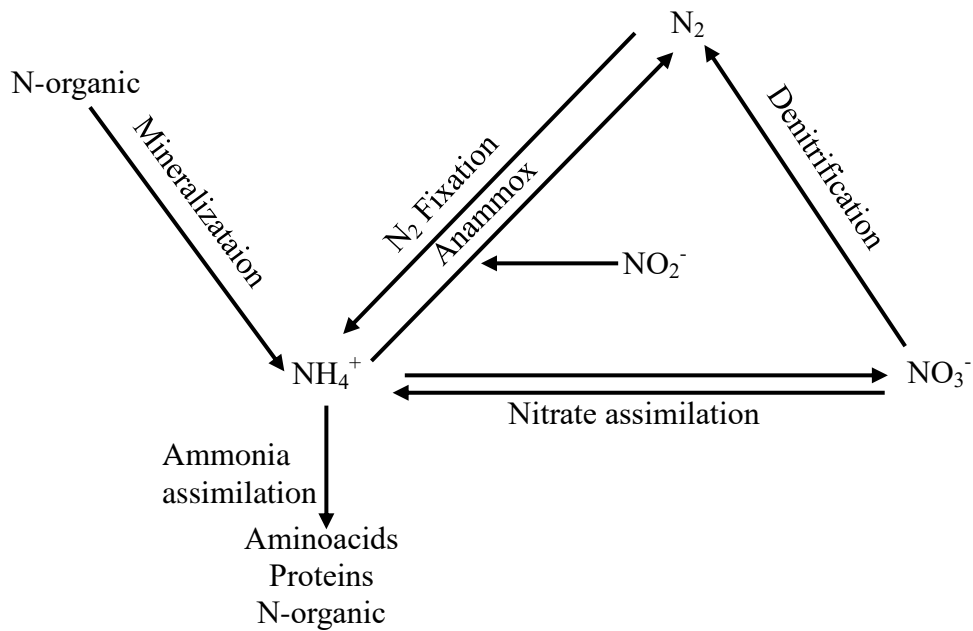 N₂
N-organic
Mineralizataion
N₂ Fixation
Anammox
Denitrification
NO₂⁻
NH₄⁺
NO₃⁻
Nitrate assimilation
Ammonia
assimilation
Aminoacids
Proteins
N-organic